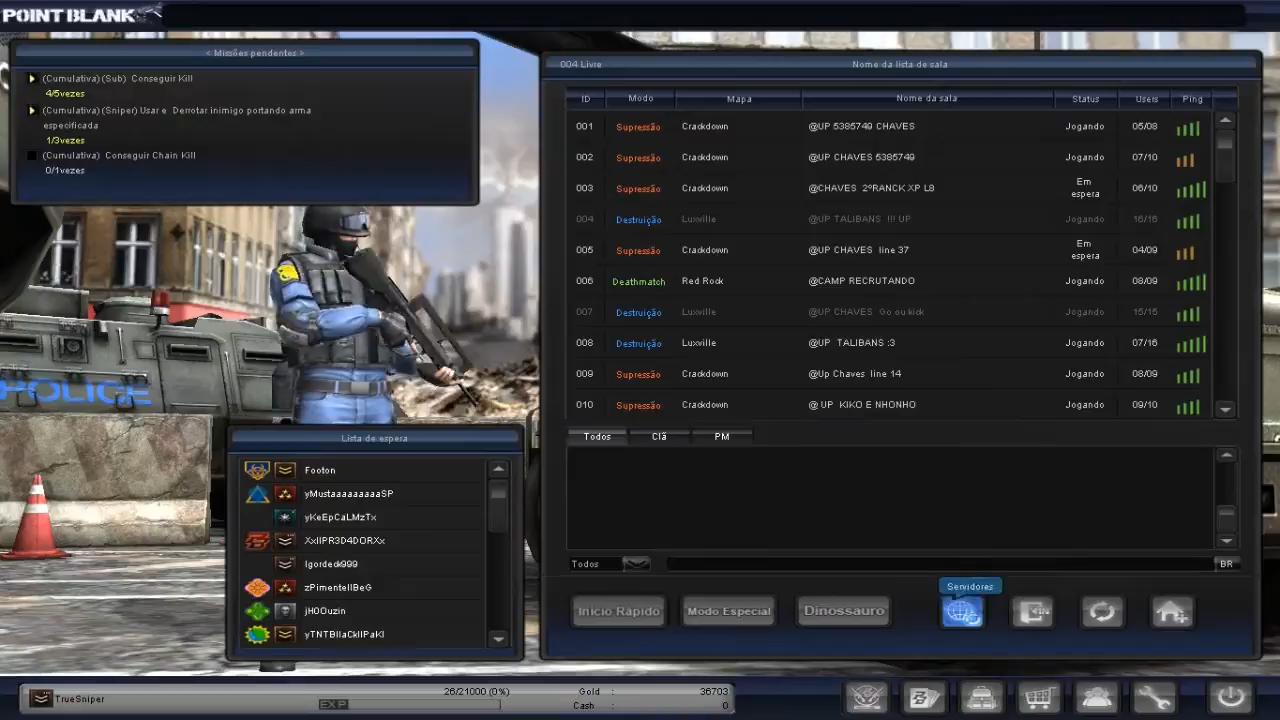 POINT BLANK
< Missões pendentes >
(Cumulativa) (Sub) Conseguir Kill
4/5vezes
(Cumulativa) (Sniper) Usar e Derrotar inimigo portando arma
especificada
1/3vezes
(Cumulativa) Conseguir Chain Kill
0/1vezes
004 Livre Nome da lista de sala
ID Modo Mapa Nome da sala Status Users Ping
001 Supressão Crackdown @UP 5385749 CHAVES Jogando 05/08
002 Supressão Crackdown @UP CHAVES 5385749 Jogando 07/10
003 Supressão Crackdown @CHAVES 2ºRANCK XP L8 Em espera 06/10
004 Destruição Luxville @UP TALIBANS !!! UP Jogando 16/16
005 Supressão Crackdown @UP CHAVES line 37 Em espera 04/09
006 Deathmatch Red Rock @CAMP RECRUTANDO Jogando 08/09
007 Destruição Luxville @UP CHAVES Go ou kick Jogando 15/15
008 Destruição Luxville @UP TALIBANS :3 Jogando 07/16
009 Supressão Crackdown @Up Chaves line 14 Jogando 08/09
010 Supressão Crackdown @ UP KIKO E NHONHO Jogando 09/10
POLICE
Todos Clã PM
Lista de espera
Footon
yMustaaaaaaaaaSP
yKeEpCaLMzTx
XxIIPR3D4DORXx
Igordedk999
zPimentelIBeG
jH0Ouzin
yTNTBIIaCkIIPaKI
Todos BR
Servidores
Início Rápido Modo Especial Dinossauro
TrueSniper
26/21000 (0%)
EXP
Gold : 36703
Cash : 0